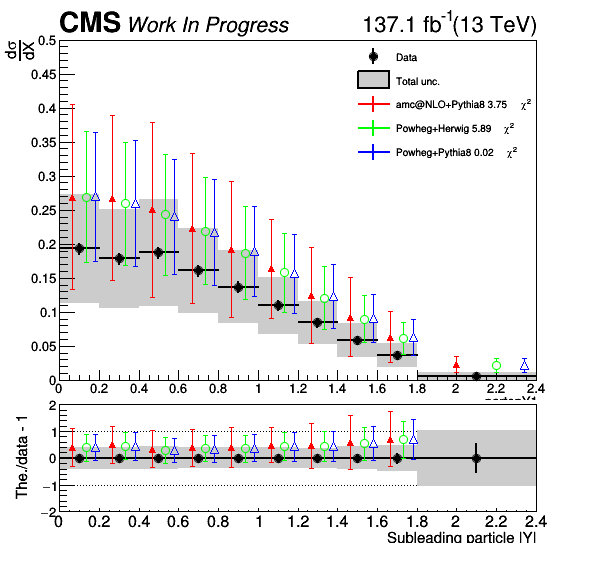 CMS Work In Progress 137.1 fb-1(13 TeV)
dσ
dX
0.5
0.45
0.4
0.35
0.3
0.25
0.2
0.15
0.1
0.05
0
Data
Total unc.
amc@NLO+Pythia8 3.75 χ2
Powheg+Herwig 5.89 χ2
Powheg+Pythia8 0.02 χ2
0 0.2 0.4 0.6 0.8 1 1.2 1.4 1.6 1.8 2 2.2 2.4
The./data - 1
2
1
0
−1
−2
0 0.2 0.4 0.6 0.8 1 1.2 1.4 1.6 1.8 2 2.2 2.4
Subleading particle |Y|